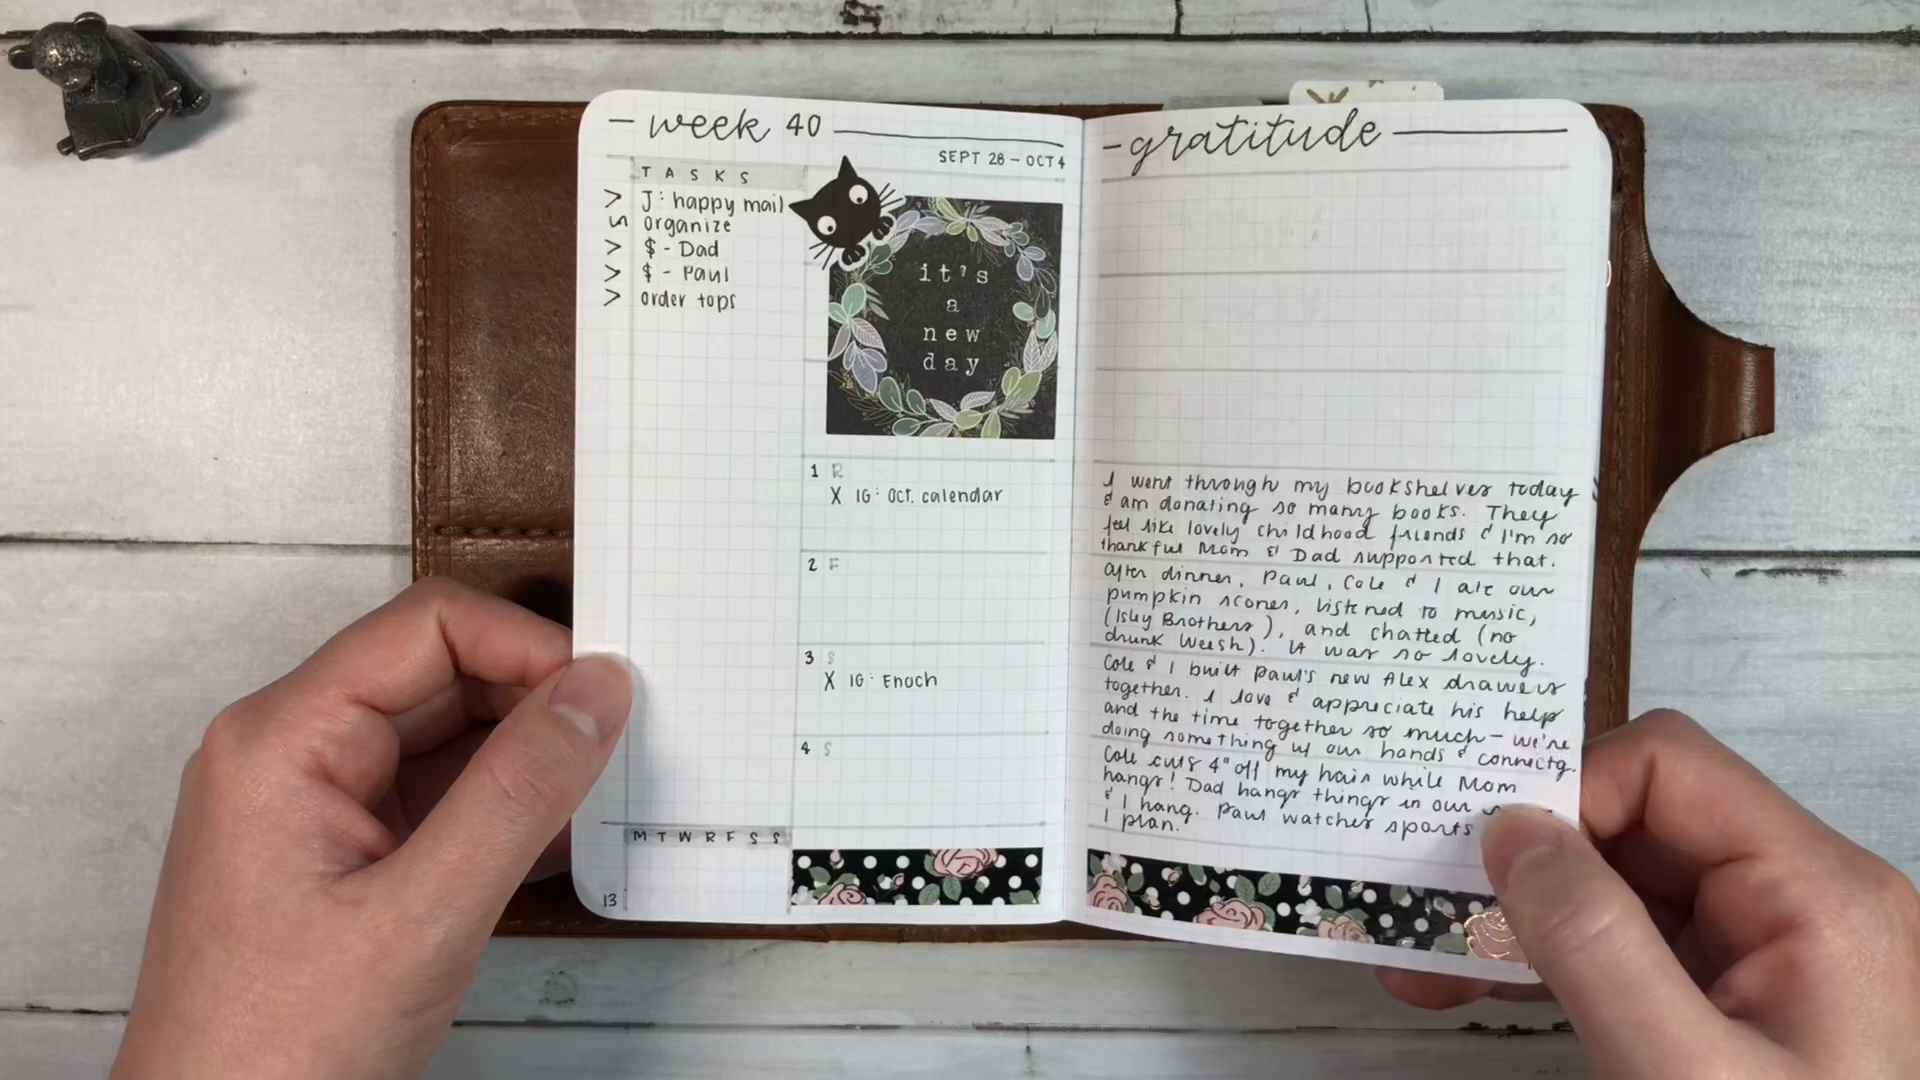 - week 40
SEPT 28 - OCT 4
TASKS
> J: happy mail
organize
> $ - Dad
> $ - Paul
> order tops
it's
a
new
day
1 R
X IG: Oct. calendar
2 F
3 S
X IG: Enoch
4 S
M T W R F S S
13
- gratitude
I went through my bookshelves today
& am donating so many books. They
feel like lovely childhood friends & I'm so
thankful Mom & Dad supported that.
After dinner, Paul, Cole & I ate our
pumpkin scones, listened to music,
(Isley Brothers), and chatted (no
drunk Weesh). It was so lovely.
Cole & I built Paul's new Alex drawers
together. I love & appreciate his help
and the time together so much - we're
doing something w/ our hands & connectg.
Cole cuts 4" off my hair while Mom
hangs! Dad hangs things in our
& I hang. Paul watches sports
I plan.